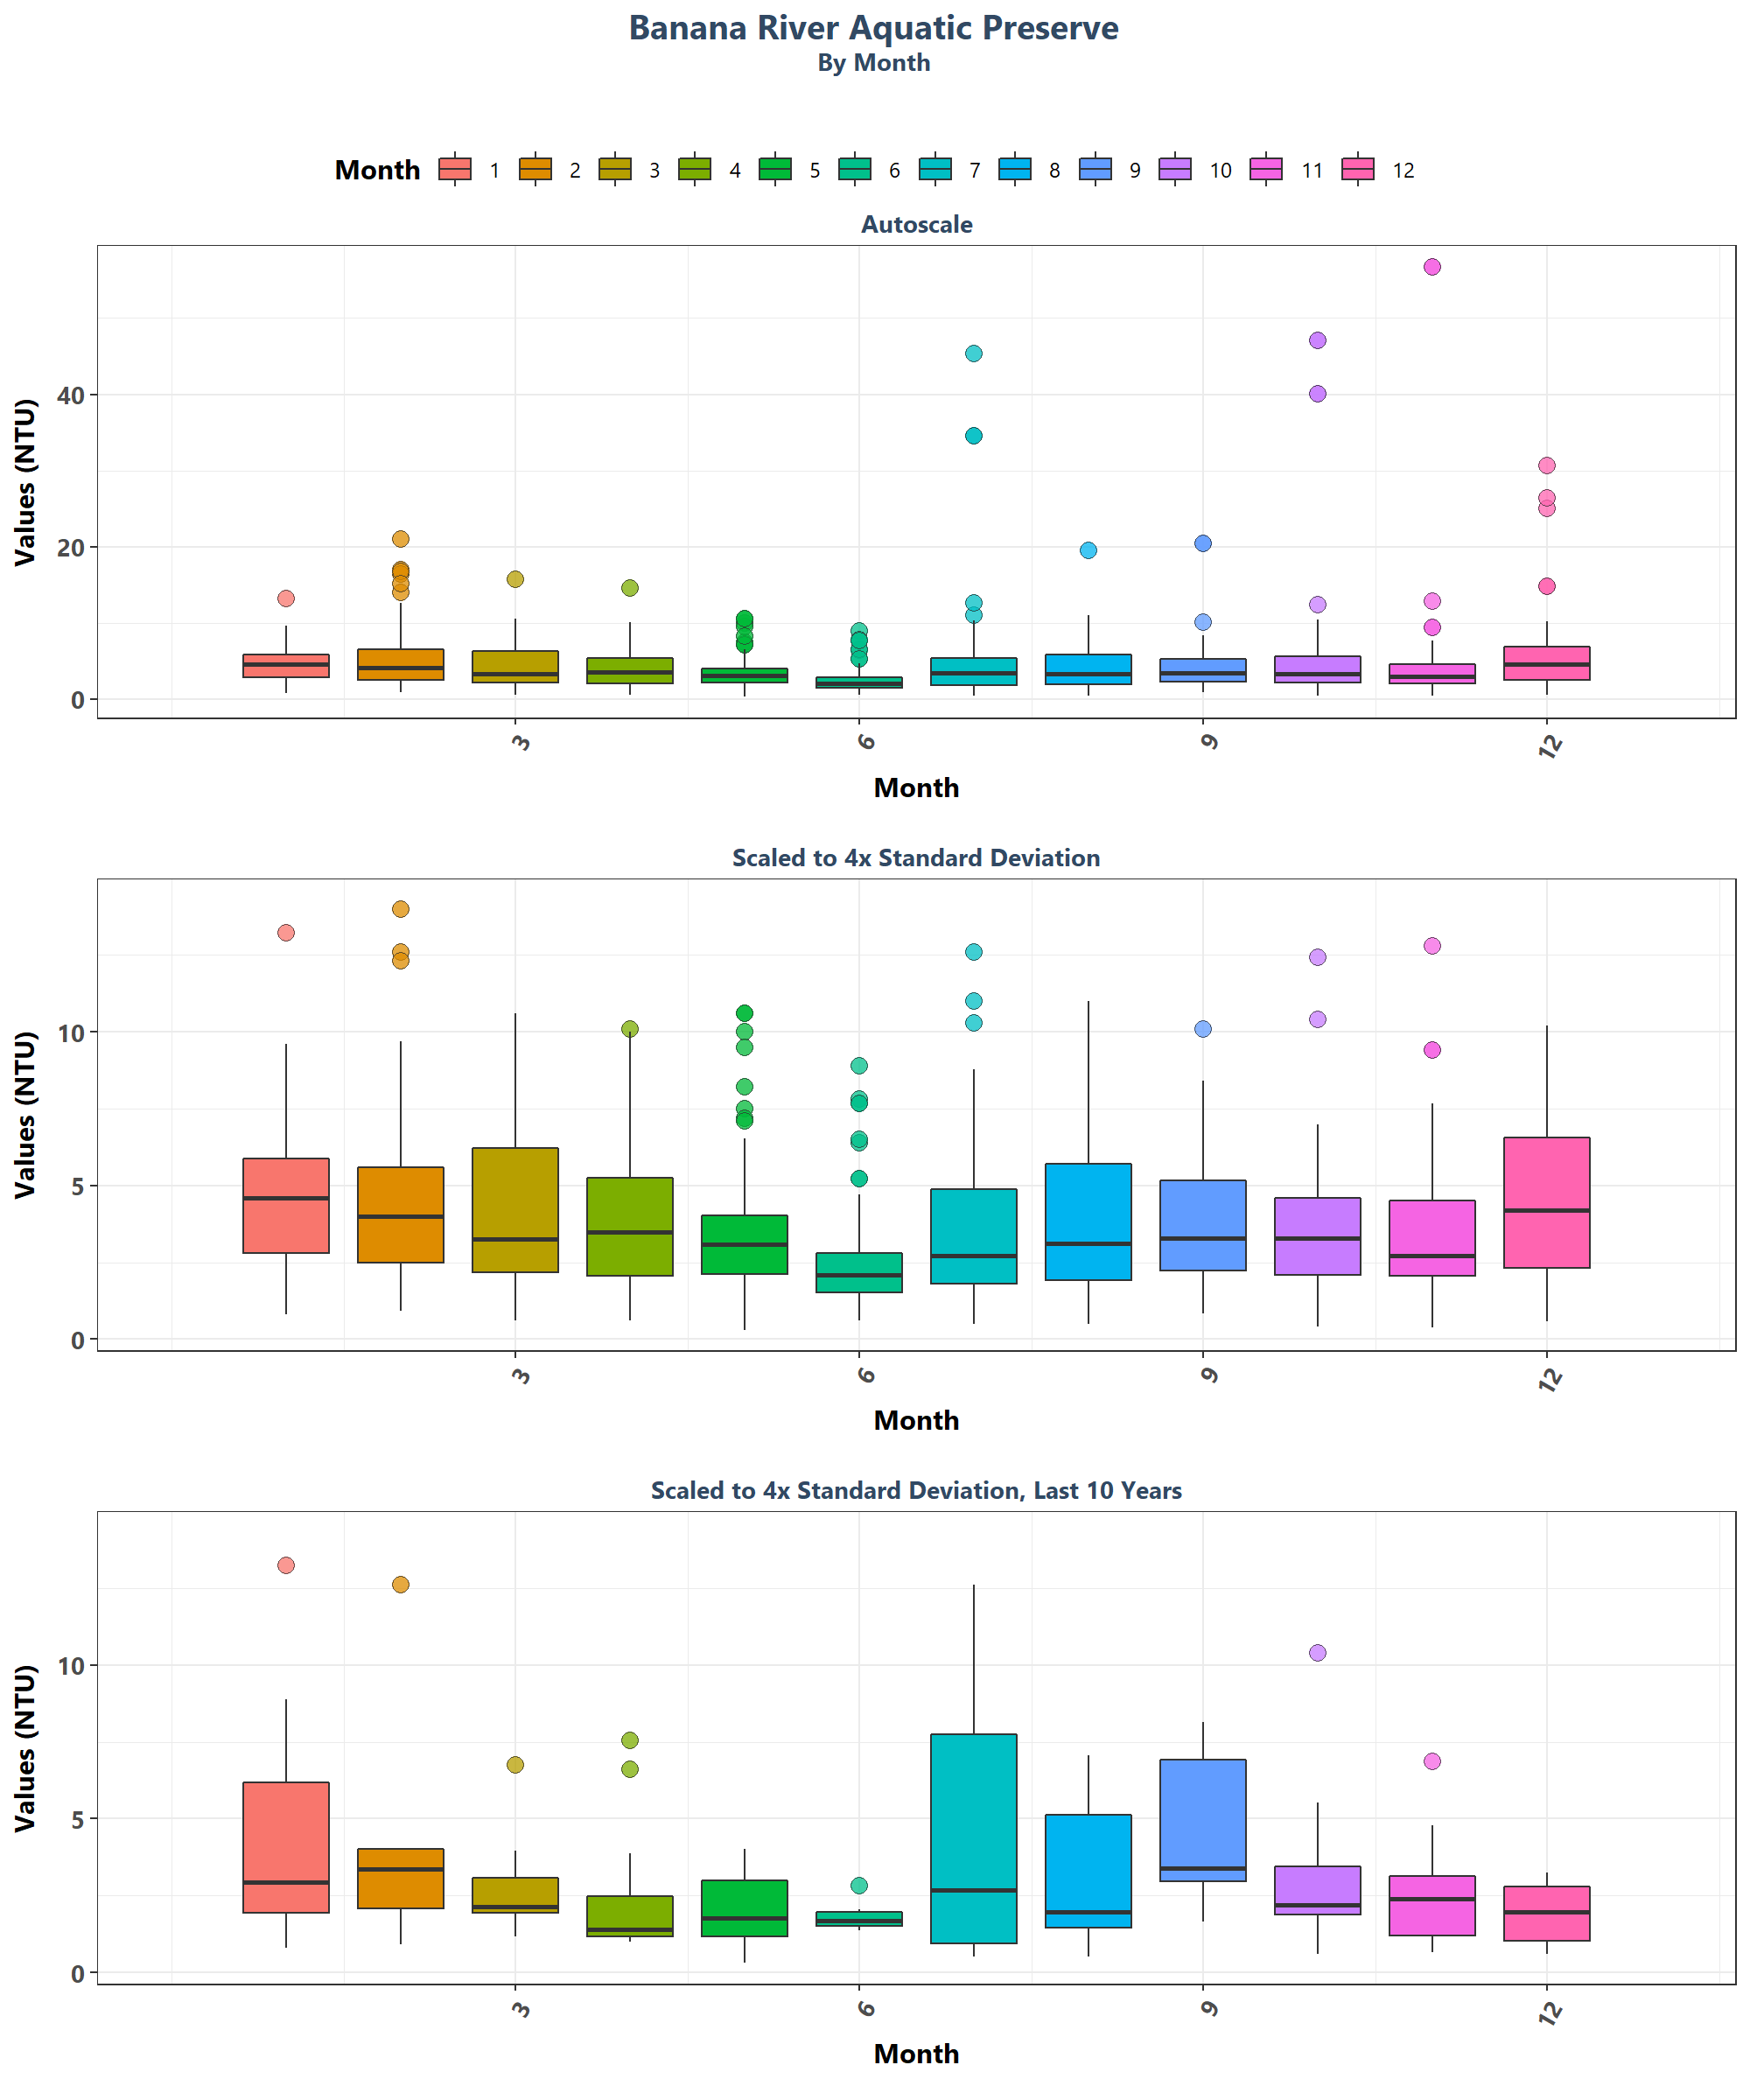 Banana River Aquatic Preserve
By Month
Month 1 2 3 4 5 6 7 8 9 10 11 12
Autoscale
Values (NTU)
40
20
0
3 6 9 12
Month
Scaled to 4x Standard Deviation
Values (NTU)
10
5
0
3 6 9 12
Month
Scaled to 4x Standard Deviation, Last 10 Years
Values (NTU)
10
5
0
3 6 9 12
Month